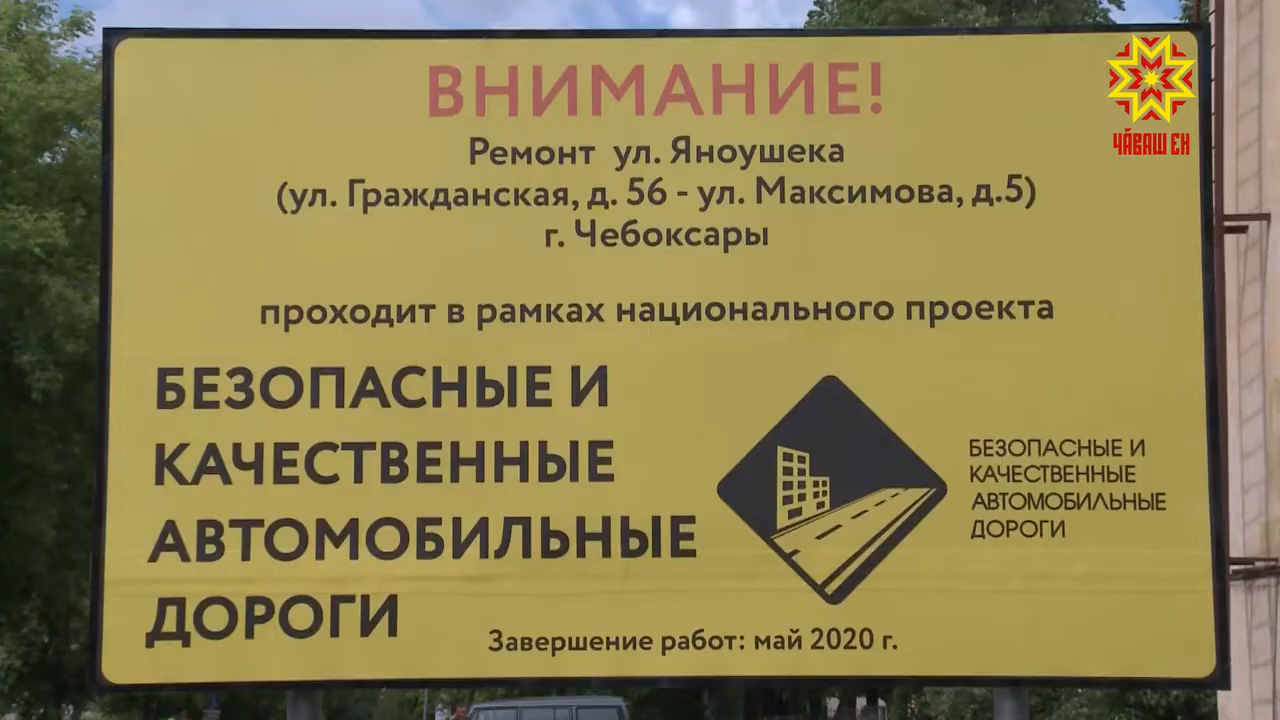 ВНИМАНИЕ!
Ремонт ул. Яноушека
(ул. Гражданская, д. 56 - ул. Максимова, д.5)
г. Чебоксары
проходит в рамках национального проекта
БЕЗОПАСНЫЕ И
КАЧЕСТВЕННЫЕ
АВТОМОБИЛЬНЫЕ
ДОРОГИ
БЕЗОПАСНЫЕ И
КАЧЕСТВЕННЫЕ
АВТОМОБИЛЬНЫЕ
ДОРОГИ
Завершение работ: май 2020 г.
ЧӐВАШ ЕН